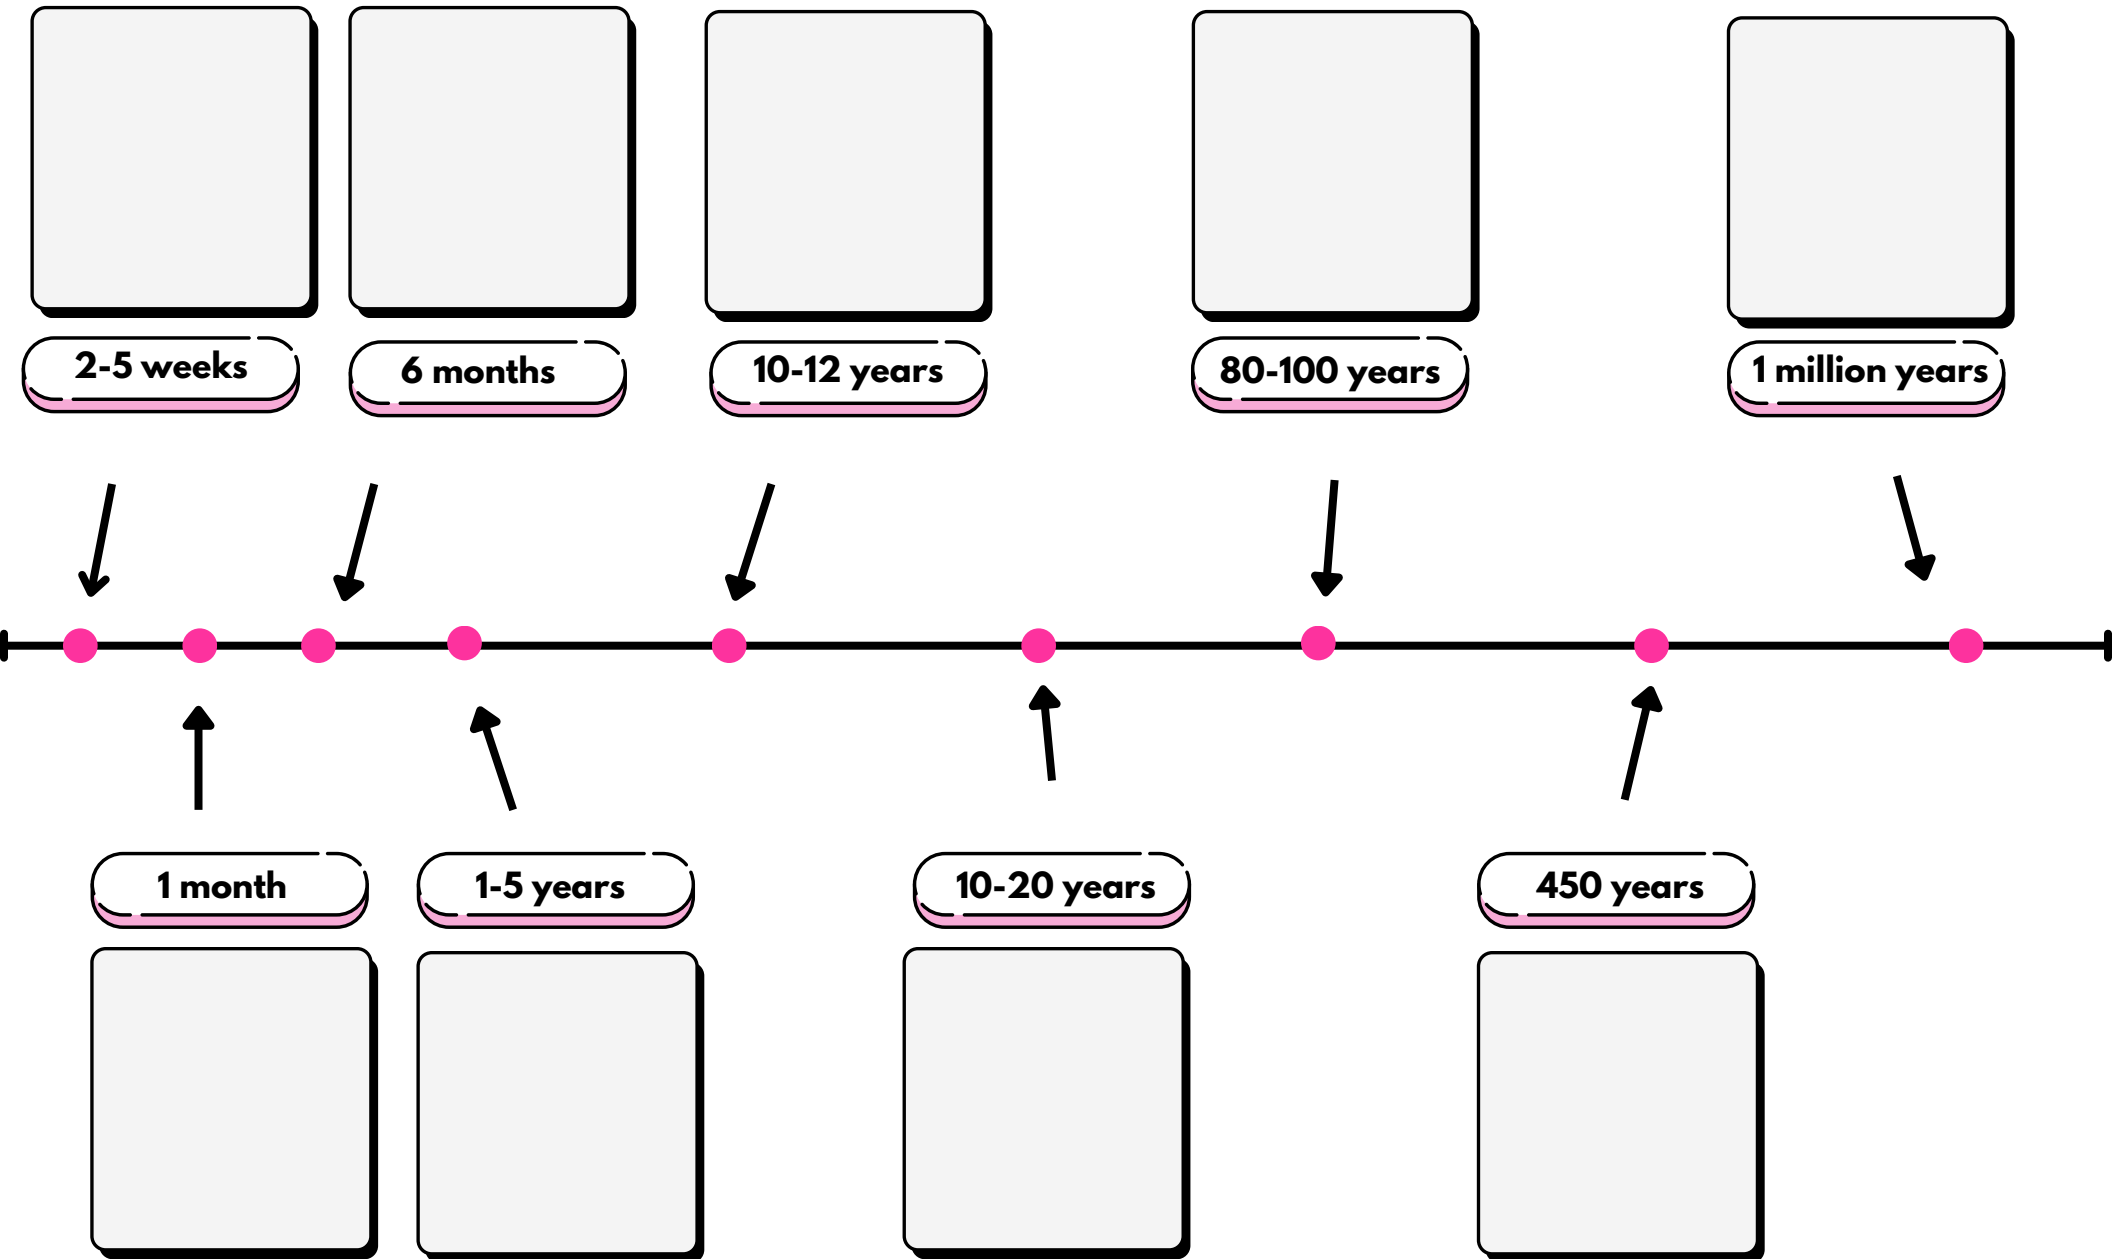 2-5 weeks
6 months
10-12 years
80-100 years
1 million years
1 month
1-5 years
10-20 years
450 years